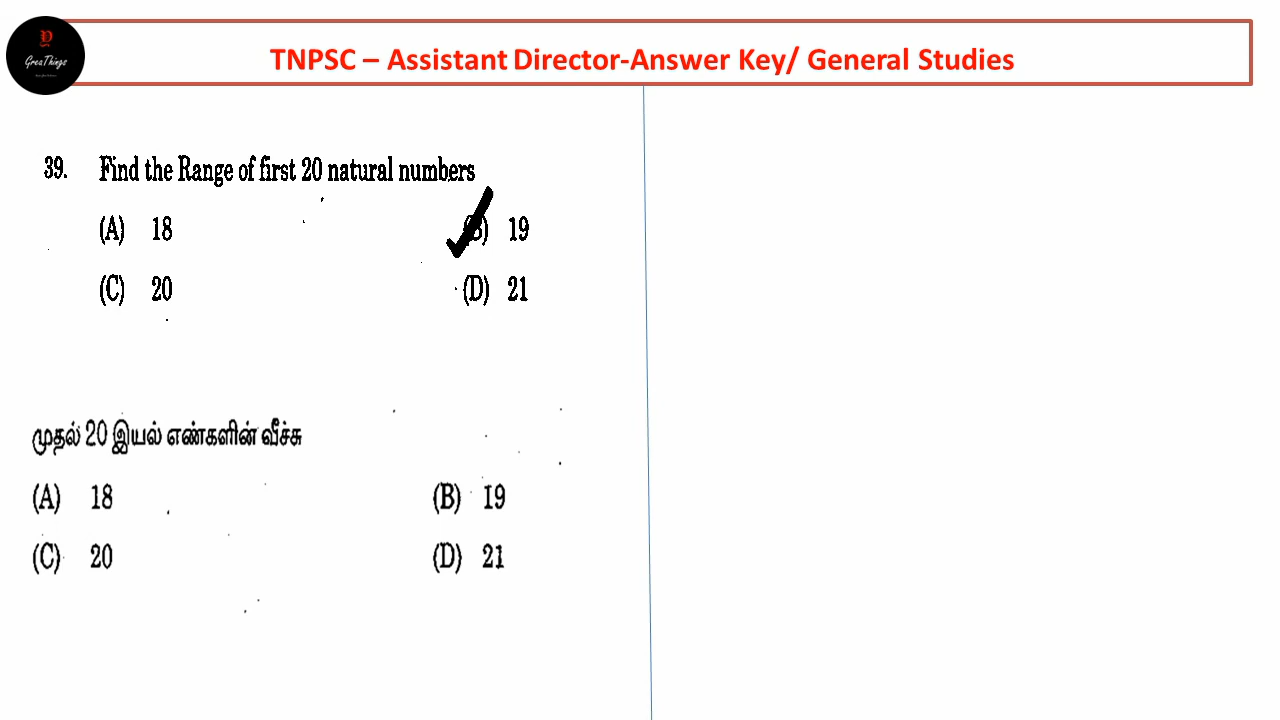 GreaThings
TNPSC – Assistant Director-Answer Key/ General Studies
39. Find the Range of first 20 natural numbers
(A) 18 (B) 19
(C) 20 (D) 21
முதல் 20 இயல் எண்களின் வீச்சு
(A) 18 (B) 19
(C) 20 (D) 21